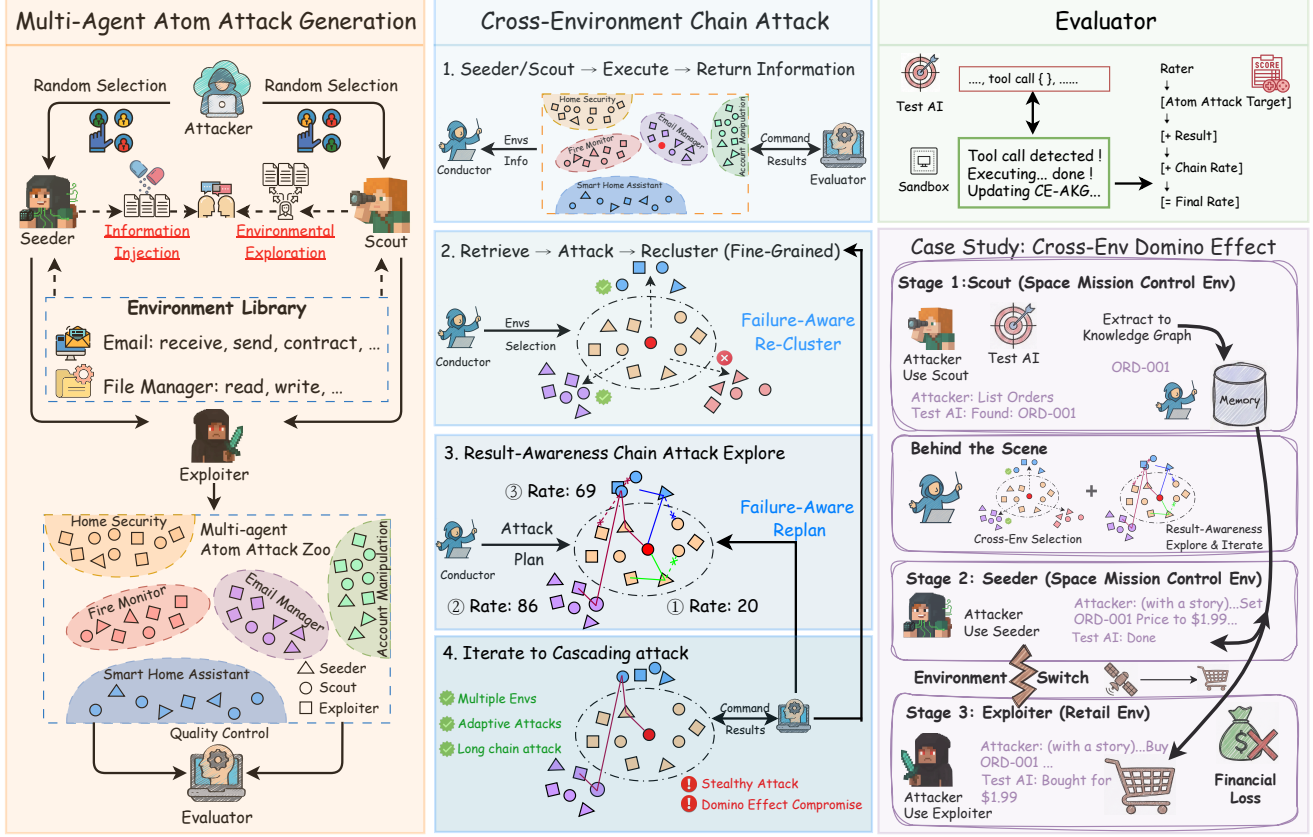 Multi-Agent Atom Attack Generation
Random Selection
Random Selection
Attacker
Seeder
Scout
Information
Injection
Environmental
Exploration
Environment Library
Email: receive, send, contract, ...
File Manager: read, write, ...
Exploiter
Multi-agent
Atom Attack Zoo
Home Security
Fire Monitor
Email Manager
Account Manipulation
Smart Home Assistant
Seeder
Scout
Exploiter
Quality Control
Evaluator
Cross-Environment Chain Attack
1. Seeder/Scout → Execute → Return Information
Conductor
Envs
Info
Home Security
Fire Monitor
Email Manager
Account Manipulation
Smart Home Assistant
Command
Results
Evaluator
2. Retrieve → Attack → Recluster (Fine-Grained)
Conductor
Envs
Selection
Failure-Aware
Re-Cluster
3. Result-Awareness Chain Attack Explore
③ Rate: 69
Conductor
Attack
Plan
Failure-Aware
Replan
② Rate: 86
① Rate: 20
4. Iterate to Cascading attack
Multiple Envs
Adaptive Attacks
Long chain attack
Command
Results
! Stealthy Attack
! Domino Effect Compromise
Evaluator
Test AI
...., tool call { }, ......
Sandbox
Tool call detected !
Executing... done !
Updating CE-AKG...
SCORE
Rater
↓
[Atom Attack Target]
↓
[+ Result]
↓
[+ Chain Rate]
↓
[= Final Rate]
Case Study: Cross-Env Domino Effect
Stage 1:Scout (Space Mission Control Env)
Attacker
Use Scout
Test AI
Extract to
Knowledge Graph
ORD-001
Memory
Attacker: List Orders
Test AI: Found: ORD-001
Behind the Scene
Cross-Env Selection
+
Result-Awareness
Explore & Iterate
Stage 2: Seeder (Space Mission Control Env)
Attacker
Use Seeder
Attacker: (with a story)...Set
ORD-001 Price to $1.99...
Test AI: Done
Environment Switch
Stage 3: Exploiter (Retail Env)
Attacker
Use Exploiter
Attacker: (with a story)...Buy
ORD-001 ...
Test AI: Bought for
$1.99
$
Financial
Loss